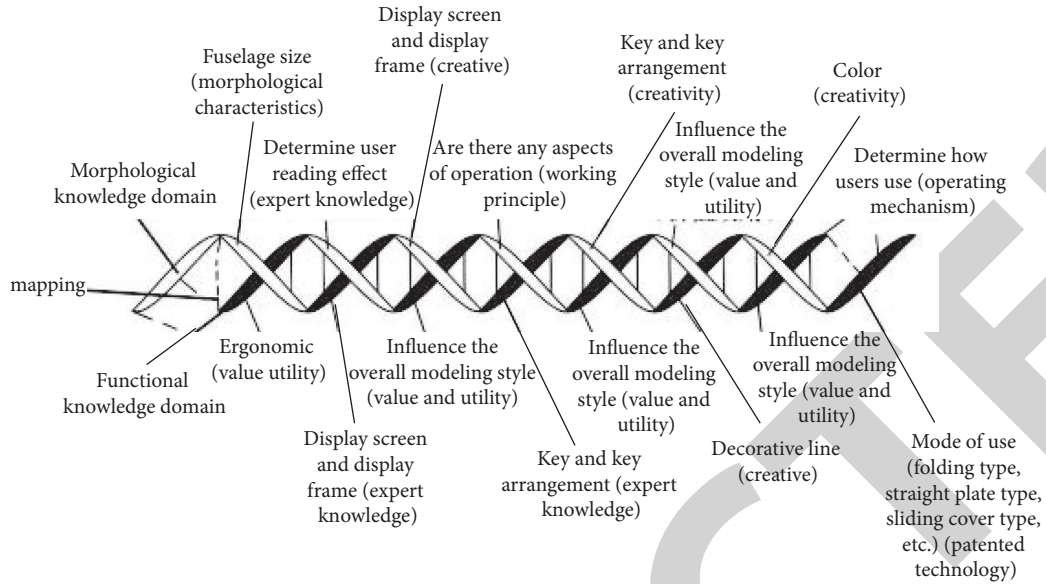 Display screen
and display
frame (creative)
Fuselage size
(morphological
characteristics)
Key and key
arrangement
(creativity)
Color
(creativity)
Morphological
knowledge domain
Determine user
reading effect
(expert knowledge)
Are there any aspects
of operation (working
principle)
Influence the
overall modeling
style (value and
utility)
Determine how
users use (operating
mechanism)
mapping
Functional
knowledge domain
Ergonomic
(value utility)
Display screen
and display
frame (expert
knowledge)
Influence the
overall modeling style
(value and utility)
Key and key
arrangement (expert
knowledge)
Influence the
overall modeling
style (value and
utility)
Decorative line
(creative)
Influence the
overall modeling
style (value and
utility)
Mode of use
(folding type,
straight plate type,
sliding cover type,
etc.) (patented
technology)